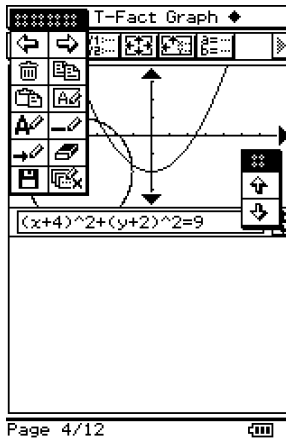 T-Fact Graph ◆
(x+4)^2+(y+2)^2=9
Page 4/12